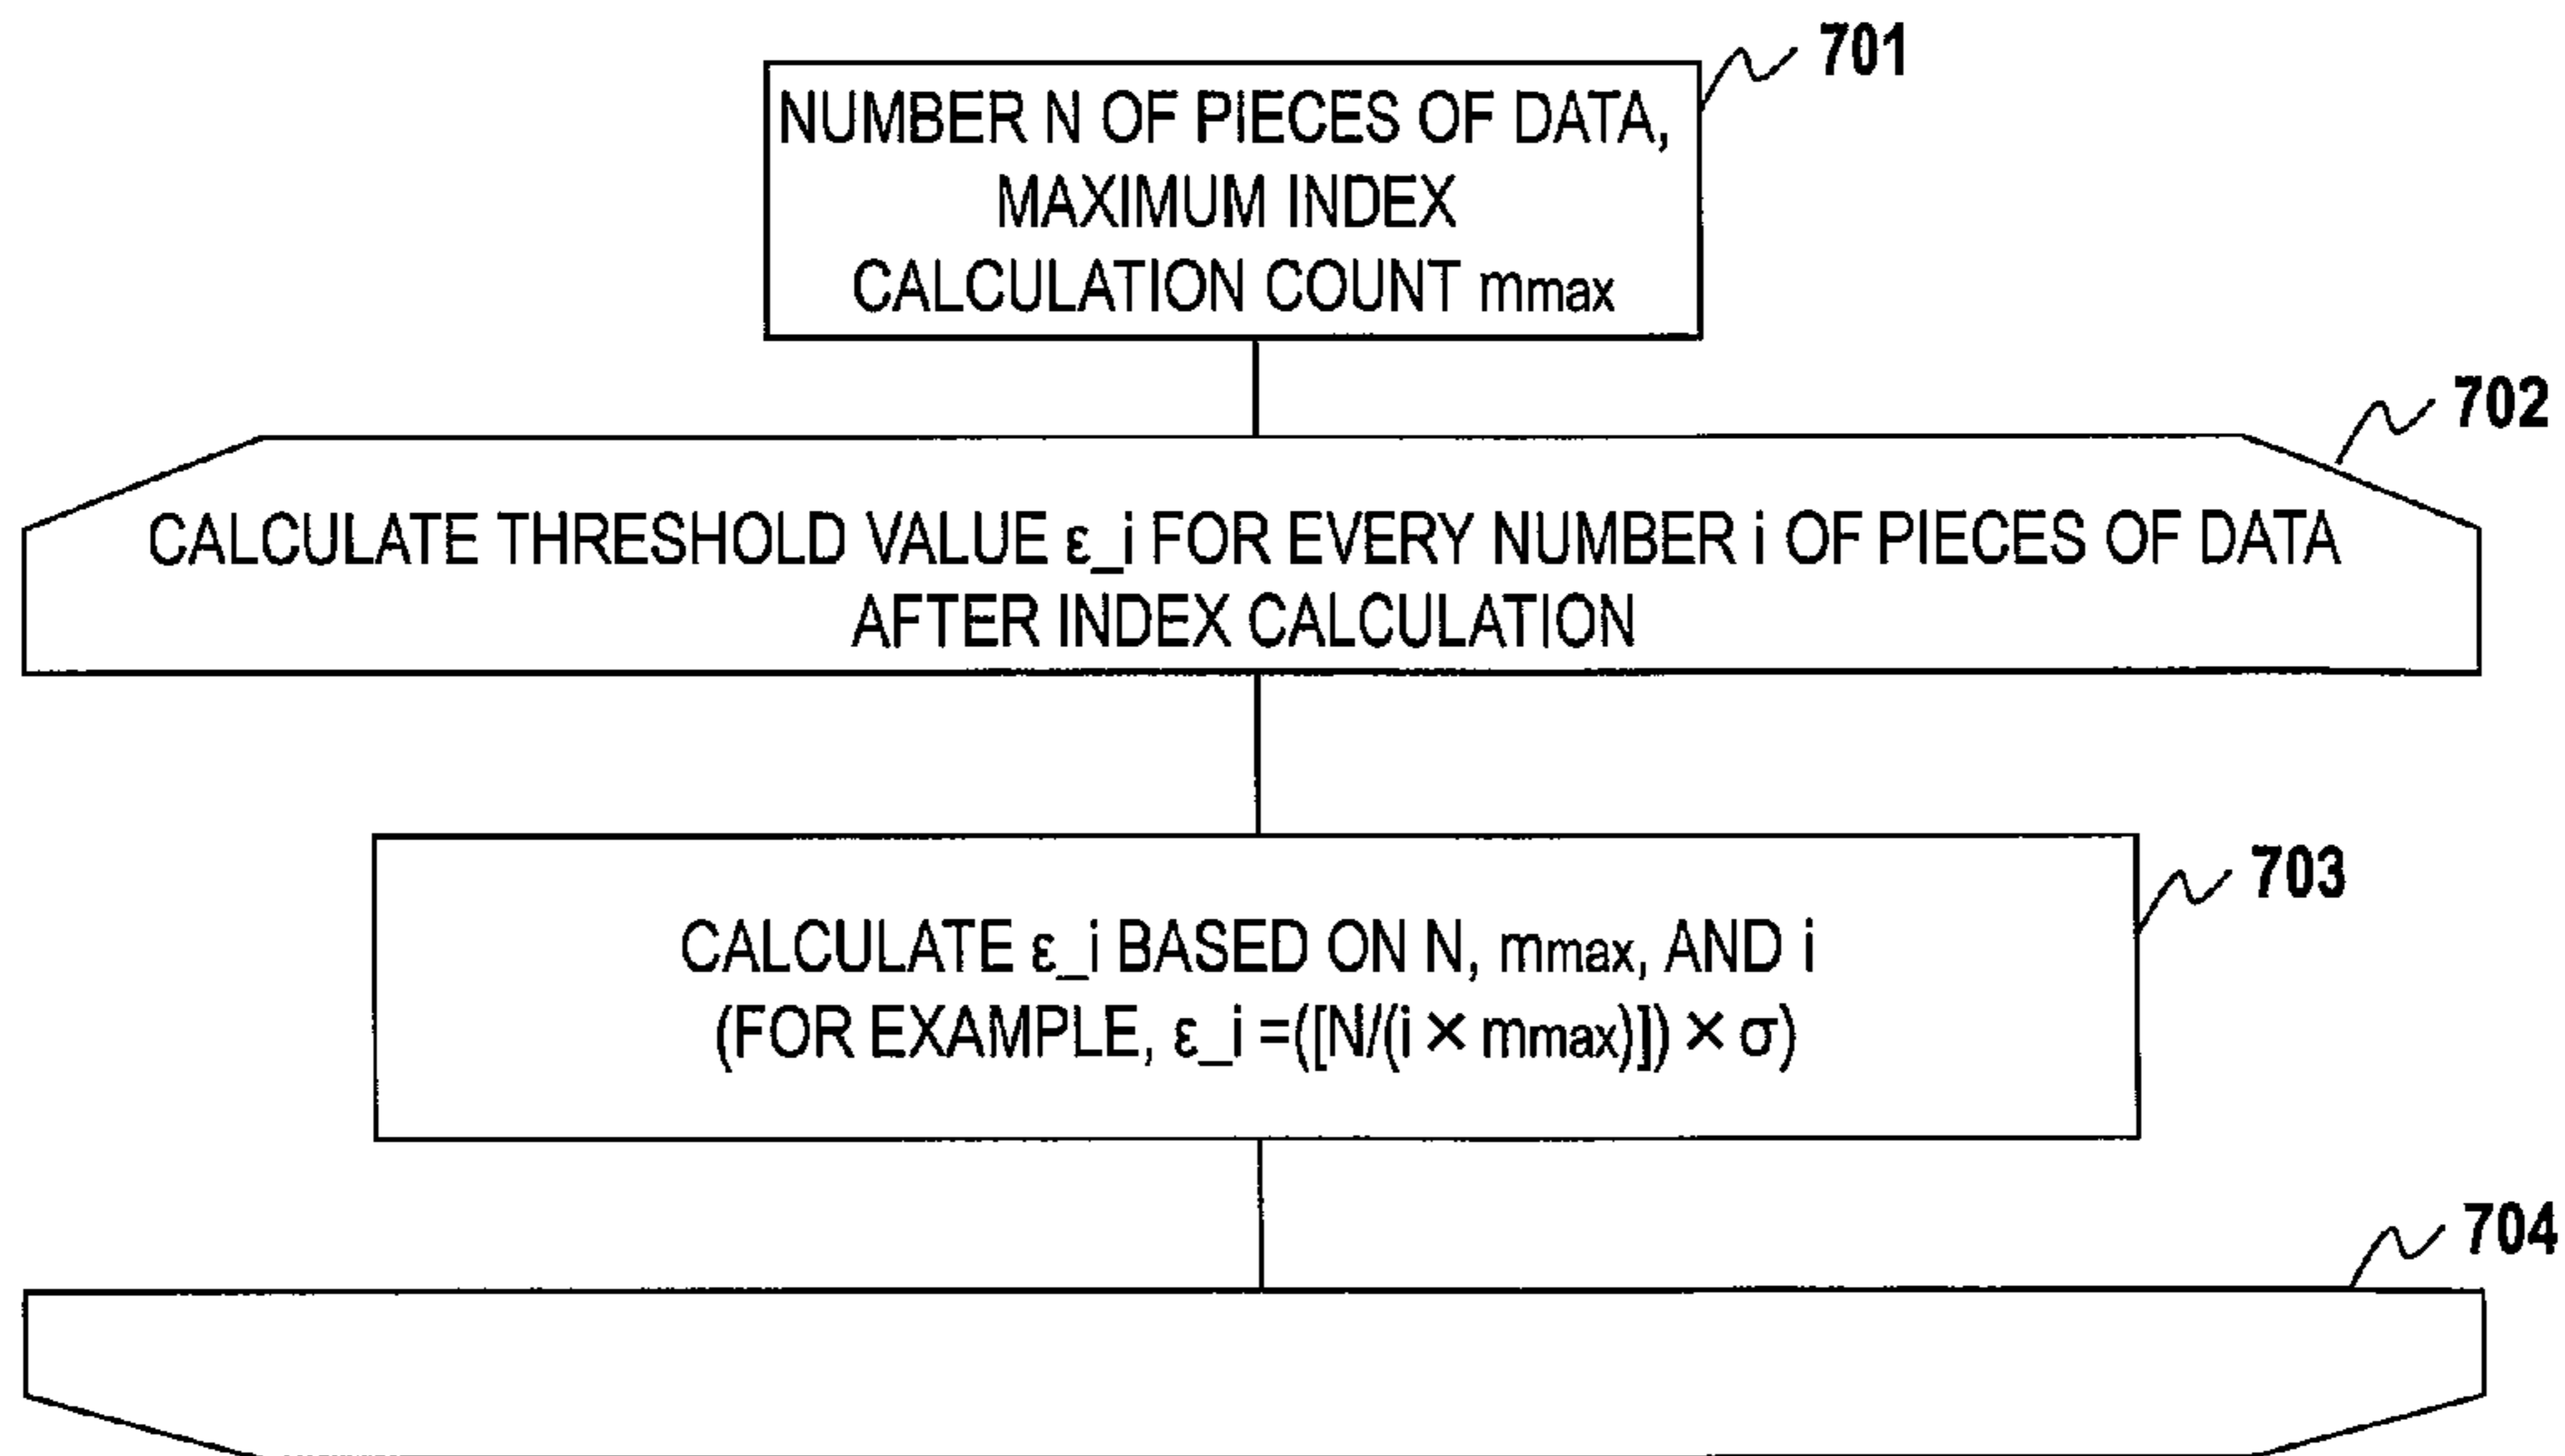 701
NUMBER N OF PIECES OF DATA,
MAXIMUM INDEX
CALCULATION COUNT mmax
702
CALCULATE THRESHOLD VALUE ε_i FOR EVERY NUMBER i OF PIECES OF DATA
AFTER INDEX CALCULATION
703
CALCULATE ε_i BASED ON N, mmax, AND i
(FOR EXAMPLE, ε_i =([N/(i × mmax)]) × σ)
704